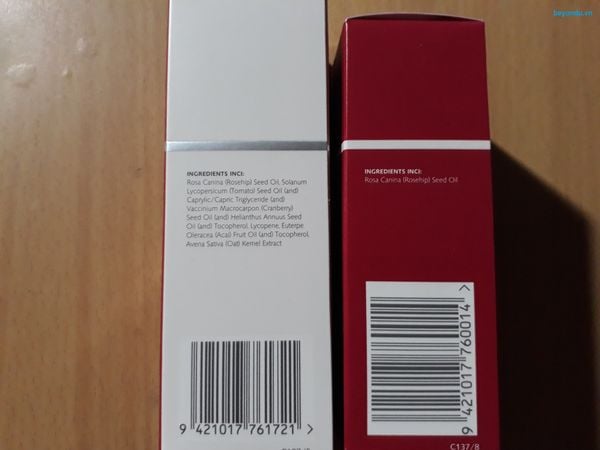 beyondu.vn
INGREDIENTS INCI:
Rosa Canina (Rosehip) Seed Oil, Solanum
Lycopersicum (Tomato) Seed Oil (and)
Caprylic/Capric Triglyceride (and)
Vaccinium Macrocarpon (Cranberry)
Seed Oil (and) Helianthus Annuus Seed
Oil (and) Tocopherol, Lycopene, Euterpe
Oleracea (Acai) Fruit Oil (and) Tocopherol,
Avena Sativa (Oat) Kernel Extract
9 421017 761721 >
INGREDIENTS INCI:
Rosa Canina (Rosehip) Seed Oil
9 421017 760014 >
C137/8